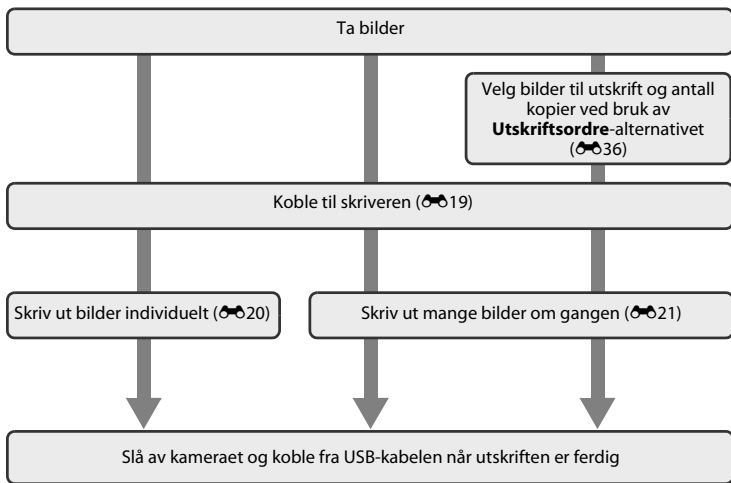 Ta bilder
Velg bilder til utskrift og antall
kopier ved bruk av
Utskriftsordre-alternativet
(36)
Koble til skriveren (19)
Skriv ut bilder individuelt (20)
Skriv ut mange bilder om gangen (21)
Slå av kameraet og koble fra USB-kabelen når utskriften er ferdig